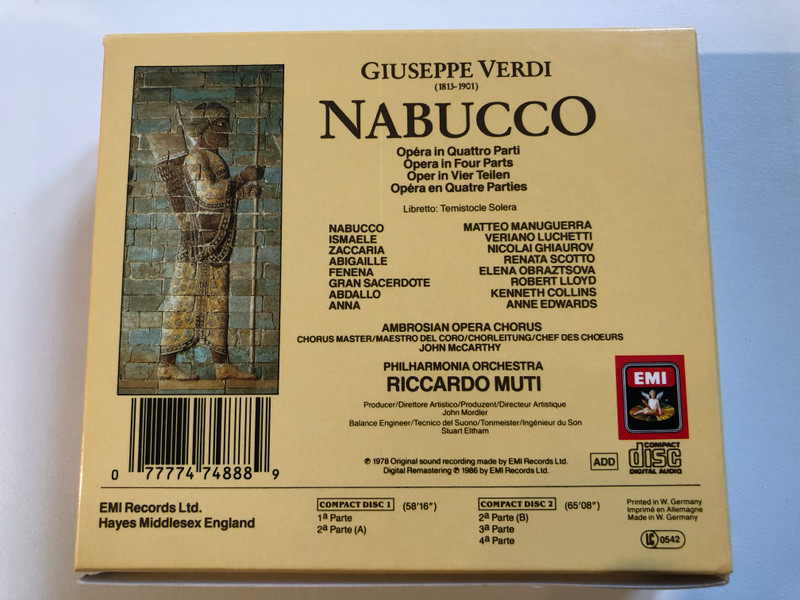 GIUSEPPE VERDI
(1813-1901)
NABUCCO
Opéra in Quattro Parti
Opera in Four Parts
Oper in Vier Teilen
Opéra en Quatre Parties
Libretto: Temistocle Solera
NABUCCO MATTEO MANUGUERRA
ISMAELE VERIANO LUCHETTI
ZACCARIA NICOLAI GHIAUROV
ABIGAILLE RENATA SCOTTO
FENENA ELENA OBRAZTSOVA
GRAN SACERDOTE ROBERT LLOYD
ABDALLO KENNETH COLLINS
ANNA ANNE EDWARDS
AMBROSIAN OPERA CHORUS
CHORUS MASTER/MAESTRO DEL CORO/CHORLEITUNG/CHEF DES CHŒURS
JOHN McCARTHY
PHILHARMONIA ORCHESTRA
RICCARDO MUTI
Producer/Direttore Artistico/Produzent/Directeur Artistique
John Mordler
Balance Engineer/Tecnico del Suono/Tonmeister/Ingénieur du Son
Stuart Eltham
EMI
℗ 1978 Original sound recording made by EMI Records Ltd.
Digital Remastering ℗ 1986 by EMI Records Ltd.
ADD
COMPACT
disc
DIGITAL AUDIO
0 77774 74888 9
EMI Records Ltd.
Hayes Middlesex England
COMPACT DISC 1 (58'16")
1ª Parte
2ª Parte (A)
COMPACT DISC 2 (65'08")
2ª Parte (B)
3ª Parte
4ª Parte
Printed in W. Germany
Imprimé en Allemagne
Made in W. Germany
LC 0542